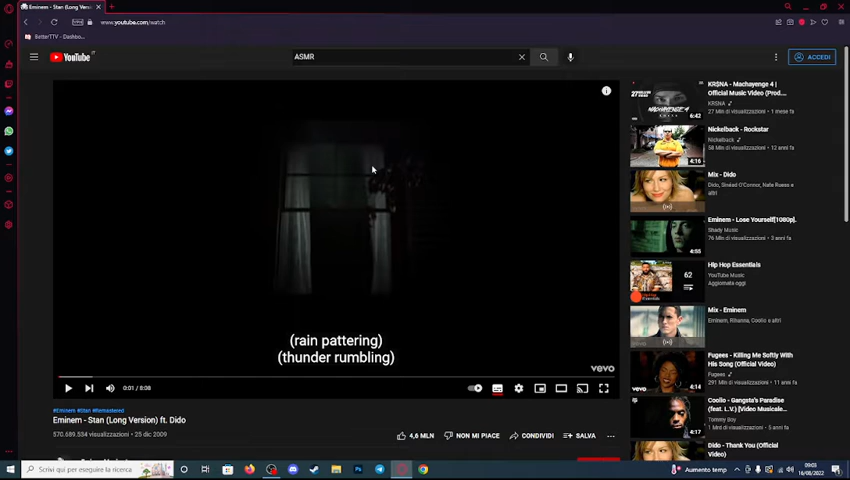 Eminem - Stan (Long Versi
www.youtube.com/watch
BetterTTV - Dashbo...
YouTube
IT
ASMR
ACCEDI
(rain pattering)
(thunder rumbling)
vevo
0:01 / 8:08
#Eminem #Stan #Remastered
Eminem - Stan (Long Version) ft. Dido
570.689.534 visualizzazioni • 25 dic 2009
4,6 MLN
NON MI PIACE
CONDIVIDI
SALVA
KR$NA - Machayenge 4 |
Official Music Video (Prod....
KR$NA
27 Mln di visualizzazioni • 1 mese fa
6:42
Nickelback - Rockstar
Nickelback
58 Mln di visualizzazioni • 12 anni fa
4:16
Mix - Dido
Dido, Sinéad O'Connor, Nate Ruess e
altri
Eminem - Lose Yourself[1080p].
Shady Music
76 Mln di visualizzazioni • 3 anni fa
4:55
Hip Hop Essentials
YouTube Music
Aggiornata oggi
62
Mix - Eminem
Eminem, Rihanna, Coolio e altri
Fugees - Killing Me Softly With
His Song (Official Video)
Fugees
291 Mln di visualizzazioni • 11 anni fa
4:14
Coolio - Gangsta's Paradise
(feat. L.V.) [Video Musicale...
Tommy Boy
1 Mrd di visualizzazioni
4:17
Dido - Thank You (Official
Video)
Scrivi qui per eseguire la ricerca
Aumento temp
09:03
16/08/2022